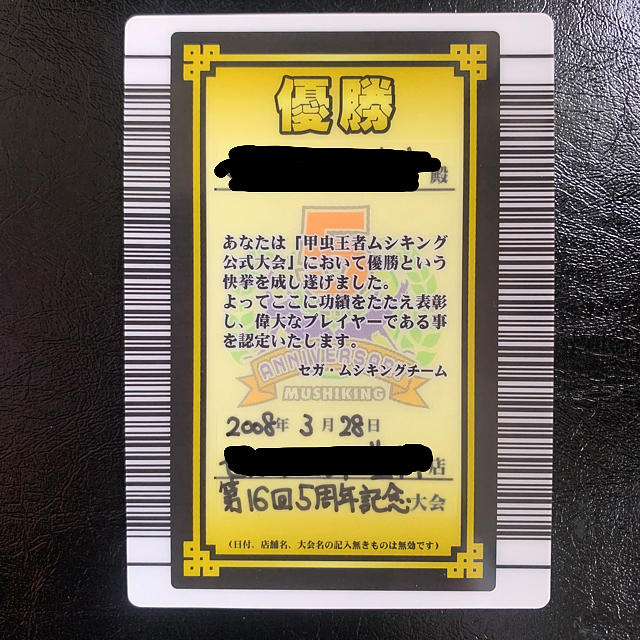 優勝
殿
5
あなたは「甲虫王者ムシキング
公式大会」において優勝という
快挙を成し遂げました。
よってここに功績をたたえ表彰
し、偉大なプレイヤーである事
を認定いたします。
セガ・ムシキングチーム
ANNIVERSARY
MUSHIKING
2008年 3月28日
店
第16回5周年記念大会
(日付、店舗名、大会名の記入無きものは無効です)